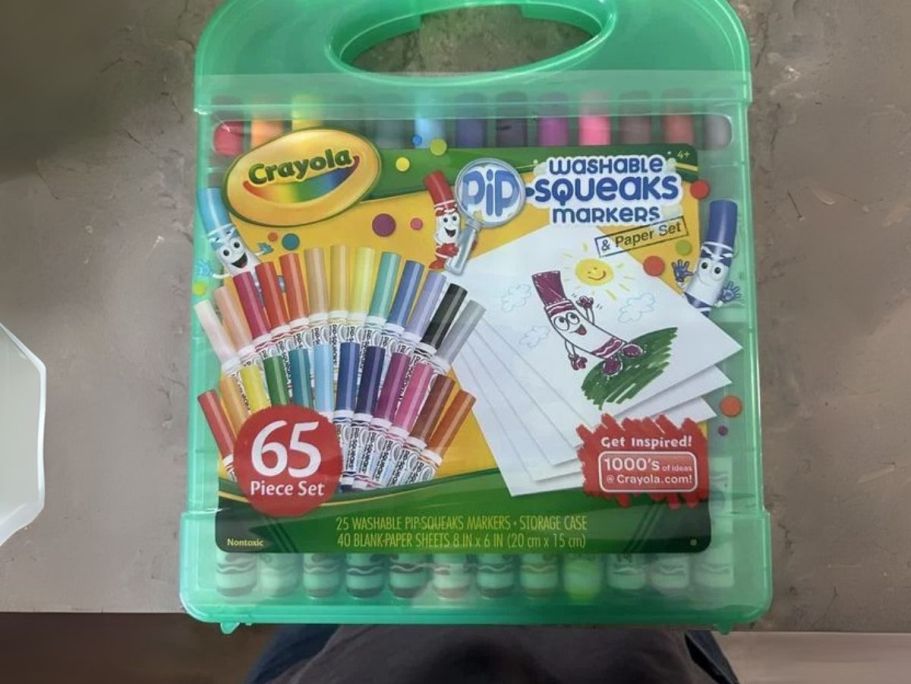 Crayola
4+
WASHABLE
PIP-SQUEAKS
MARKERS
& Paper Set
65
Piece Set
Get Inspired!
1000's of ideas
@ Crayola.com!
25 WASHABLE PIP-SQUEAKS MARKERS • STORAGE CASE
40 BLANK-PAPER SHEETS 8 IN x 6 IN (20 cm x 15 cm)
Nontoxic